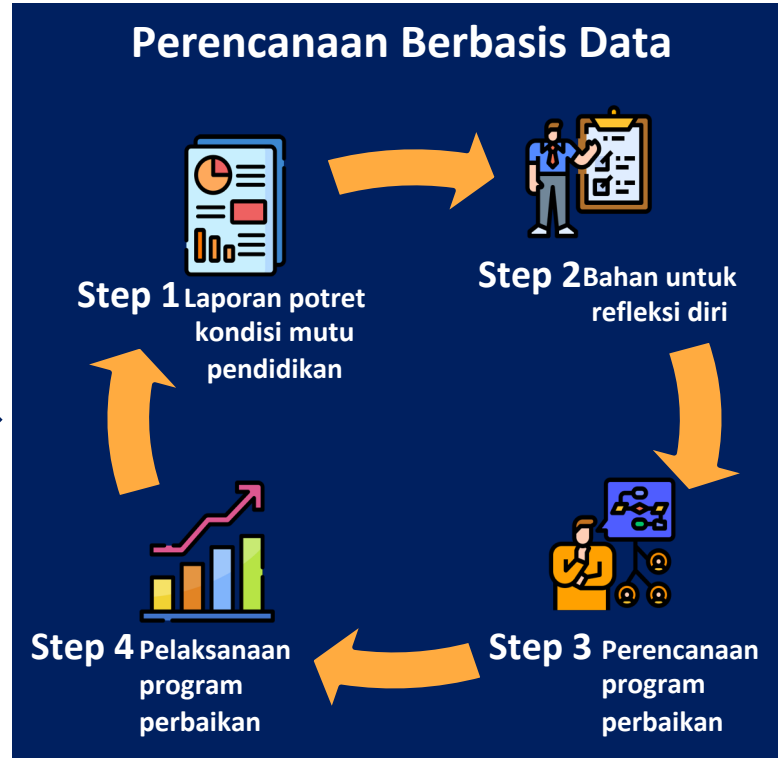 Perencanaan Berbasis Data
Step 1 Laporan potret
kondisi mutu
pendidikan
Step 2 Bahan untuk
refleksi diri
Step 3 Perencanaan
program
perbaikan
Step 4 Pelaksanaan
program
perbaikan